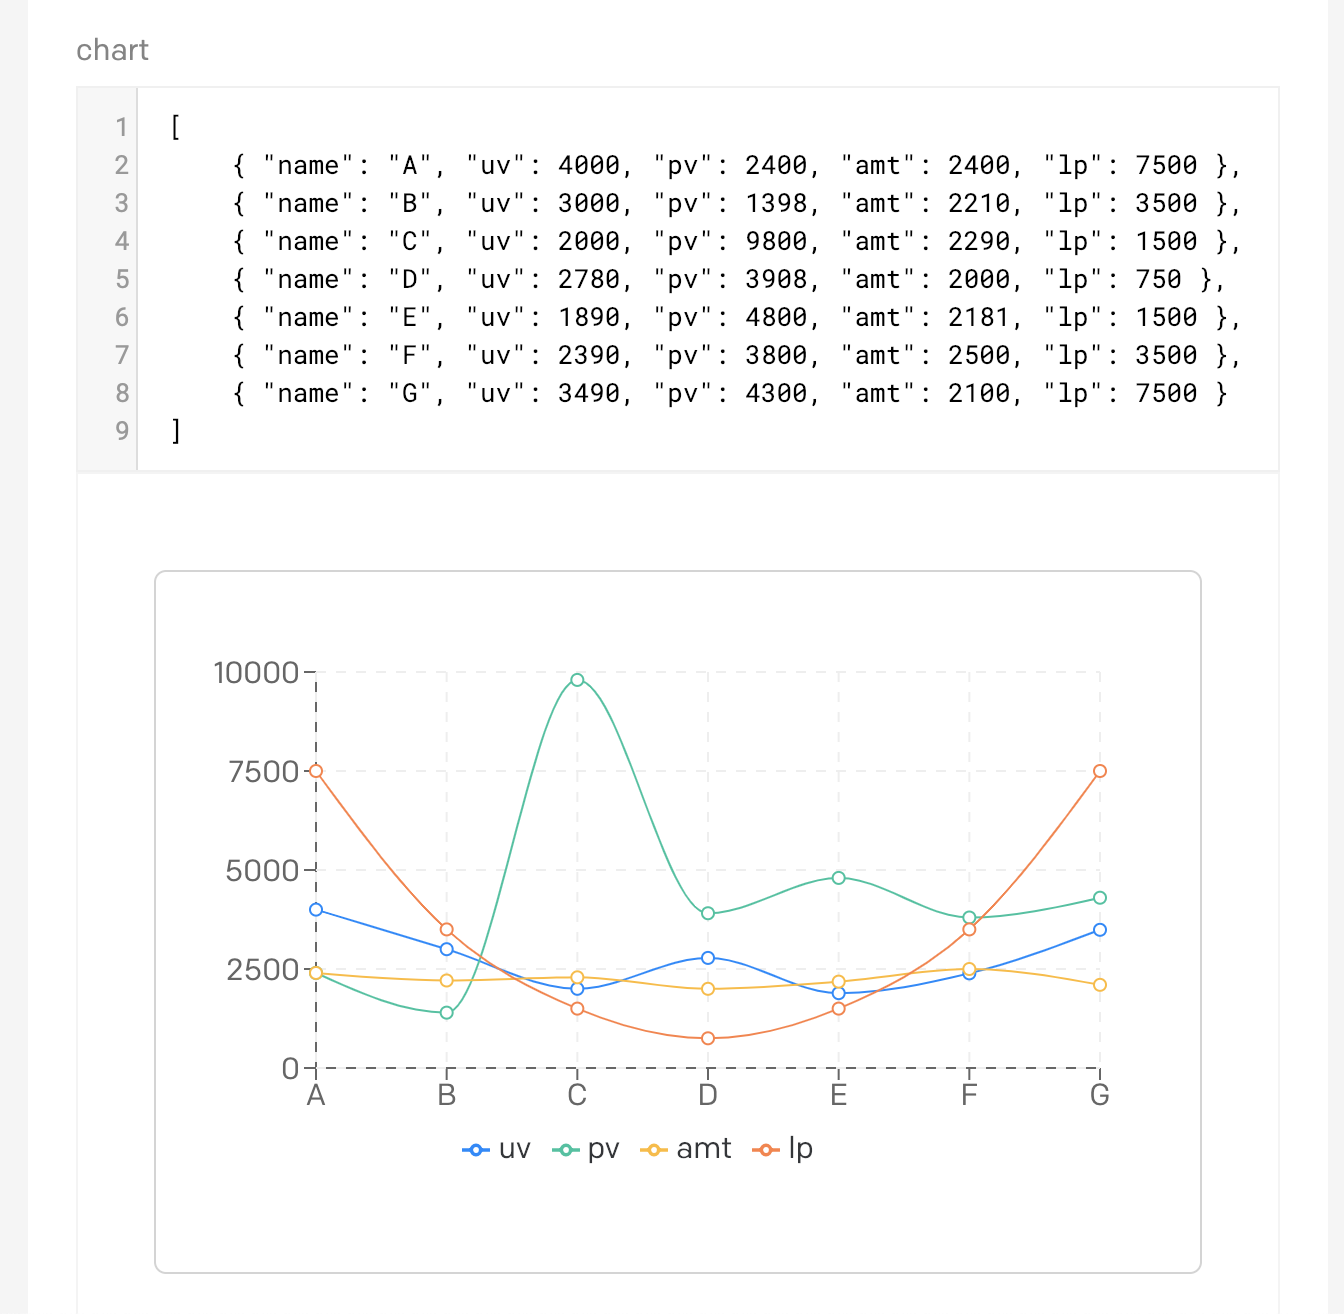 chart
1 [
2 { "name": "A", "uv": 4000, "pv": 2400, "amt": 2400, "lp": 7500 },
3 { "name": "B", "uv": 3000, "pv": 1398, "amt": 2210, "lp": 3500 },
4 { "name": "C", "uv": 2000, "pv": 9800, "amt": 2290, "lp": 1500 },
5 { "name": "D", "uv": 2780, "pv": 3908, "amt": 2000, "lp": 750 },
6 { "name": "E", "uv": 1890, "pv": 4800, "amt": 2181, "lp": 1500 },
7 { "name": "F", "uv": 2390, "pv": 3800, "amt": 2500, "lp": 3500 },
8 { "name": "G", "uv": 3490, "pv": 4300, "amt": 2100, "lp": 7500 }
9 ]
10000
7500
5000
2500
0
A B C D E F G
uv pv amt lp